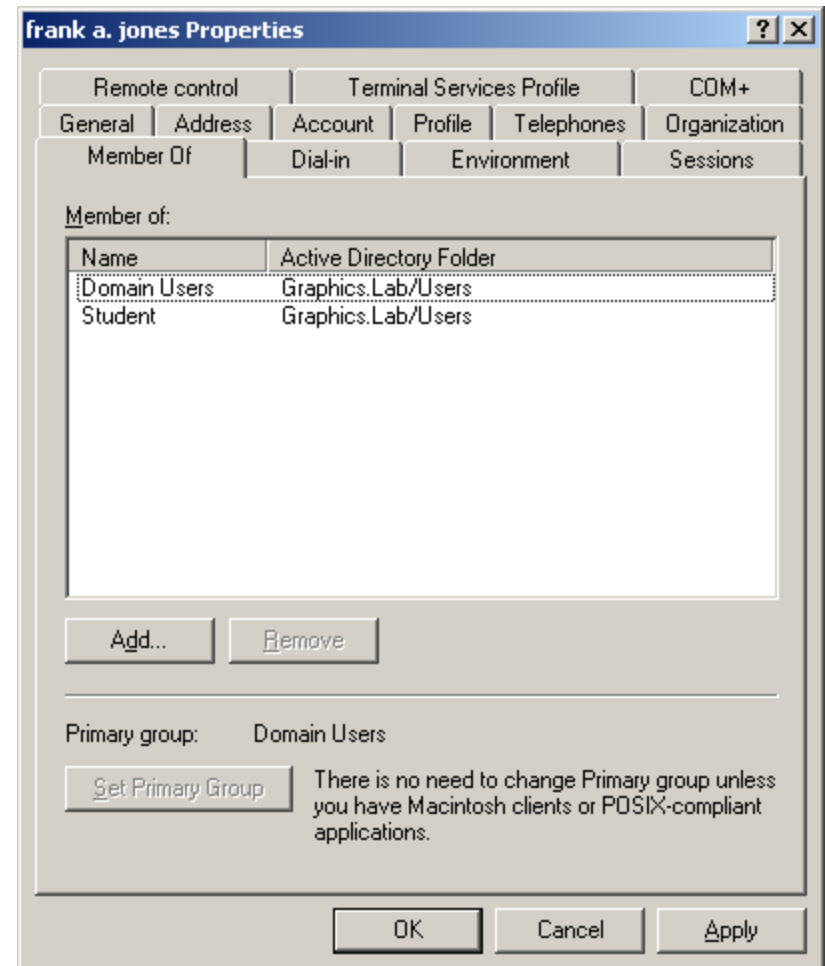 frank a. jones Properties
Remote control Terminal Services Profile COM+
General Address Account Profile Telephones Organization
Member Of Dial-in Environment Sessions
Member of:
Name Active Directory Folder
Domain Users Graphics.Lab/Users
Student Graphics.Lab/Users
Add... Remove
Primary group: Domain Users
Set Primary Group
There is no need to change Primary group unless
you have Macintosh clients or POSIX-compliant
applications.
OK Cancel Apply